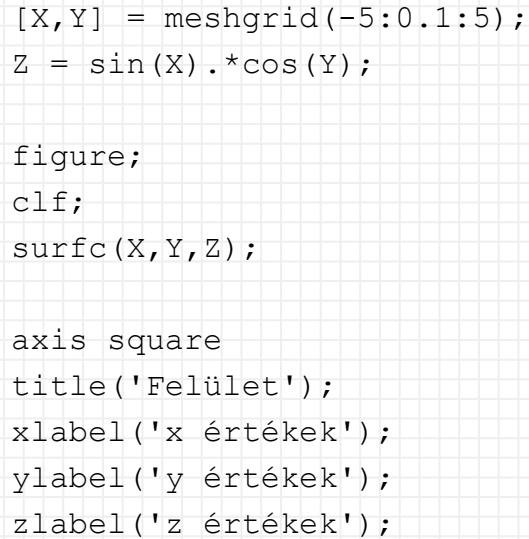 [X,Y] = meshgrid(-5:0.1:5);
Z = sin(X).*cos(Y);
figure;
clf;
surfc(X,Y,Z);
axis square
title('Felület');
xlabel('x értékek');
ylabel('y értékek');
zlabel('z értékek');